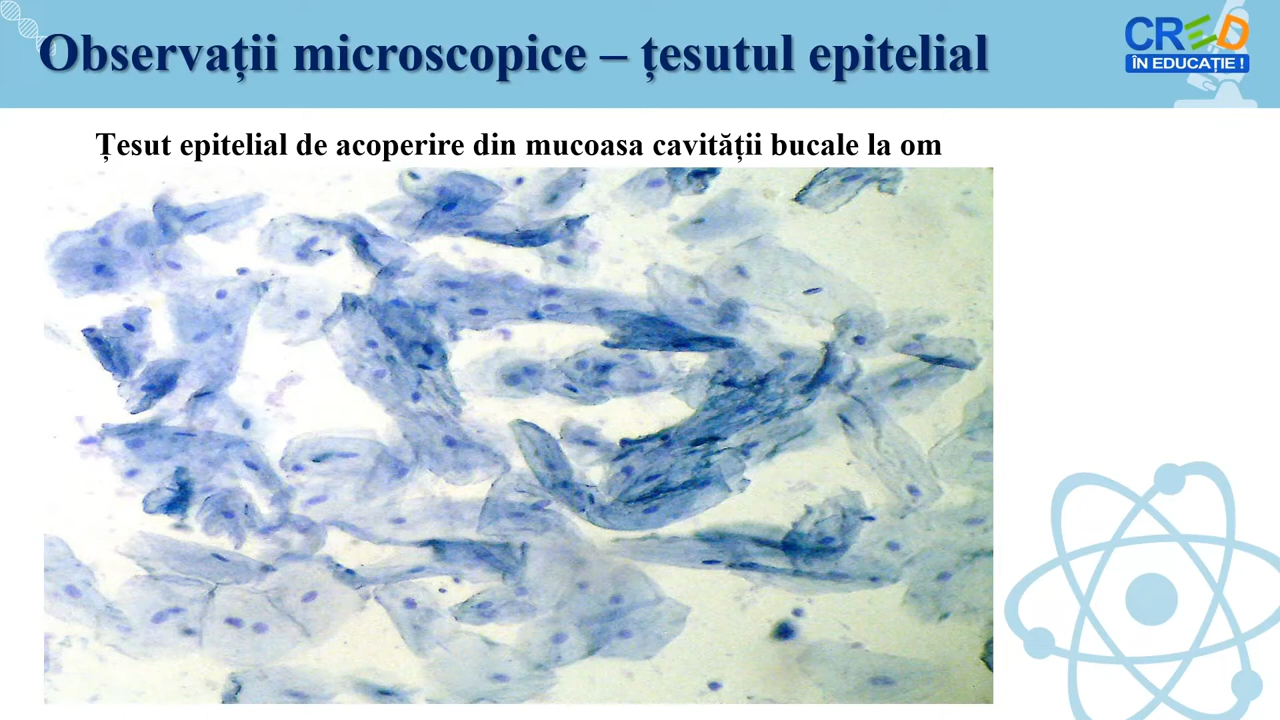 Observații microscopice – țesutul epitelial
CRED
ÎN EDUCAȚIE !
Țesut epitelial de acoperire din mucoasa cavității bucale la om